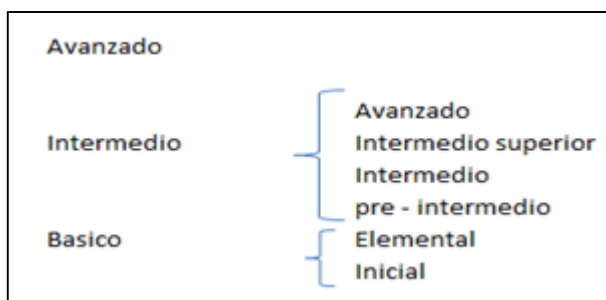 Avanzado
Avanzado
Intermedio Intermedio superior
Intermedio
pre - intermedio
Basico Elemental
Inicial